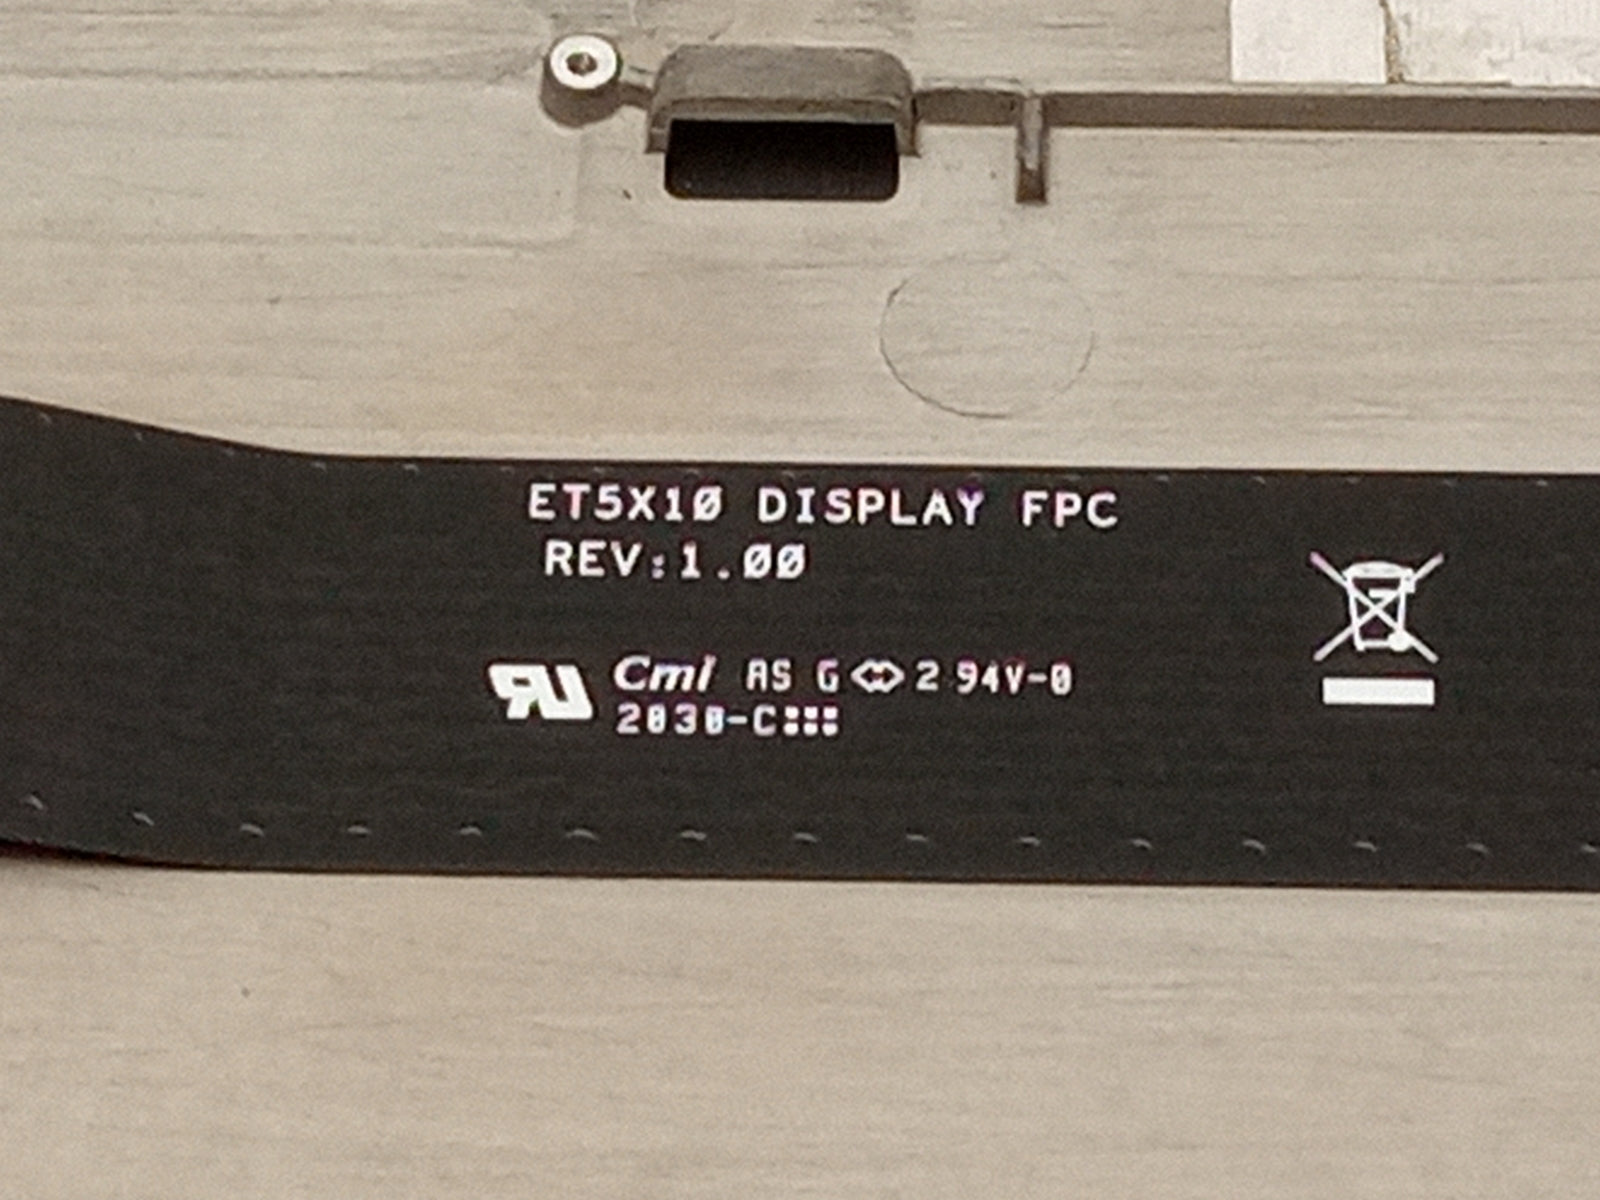 ET5X10 DISPLAY FPC
REV:1.00
Cml AS G 2 94V-0
2030-C